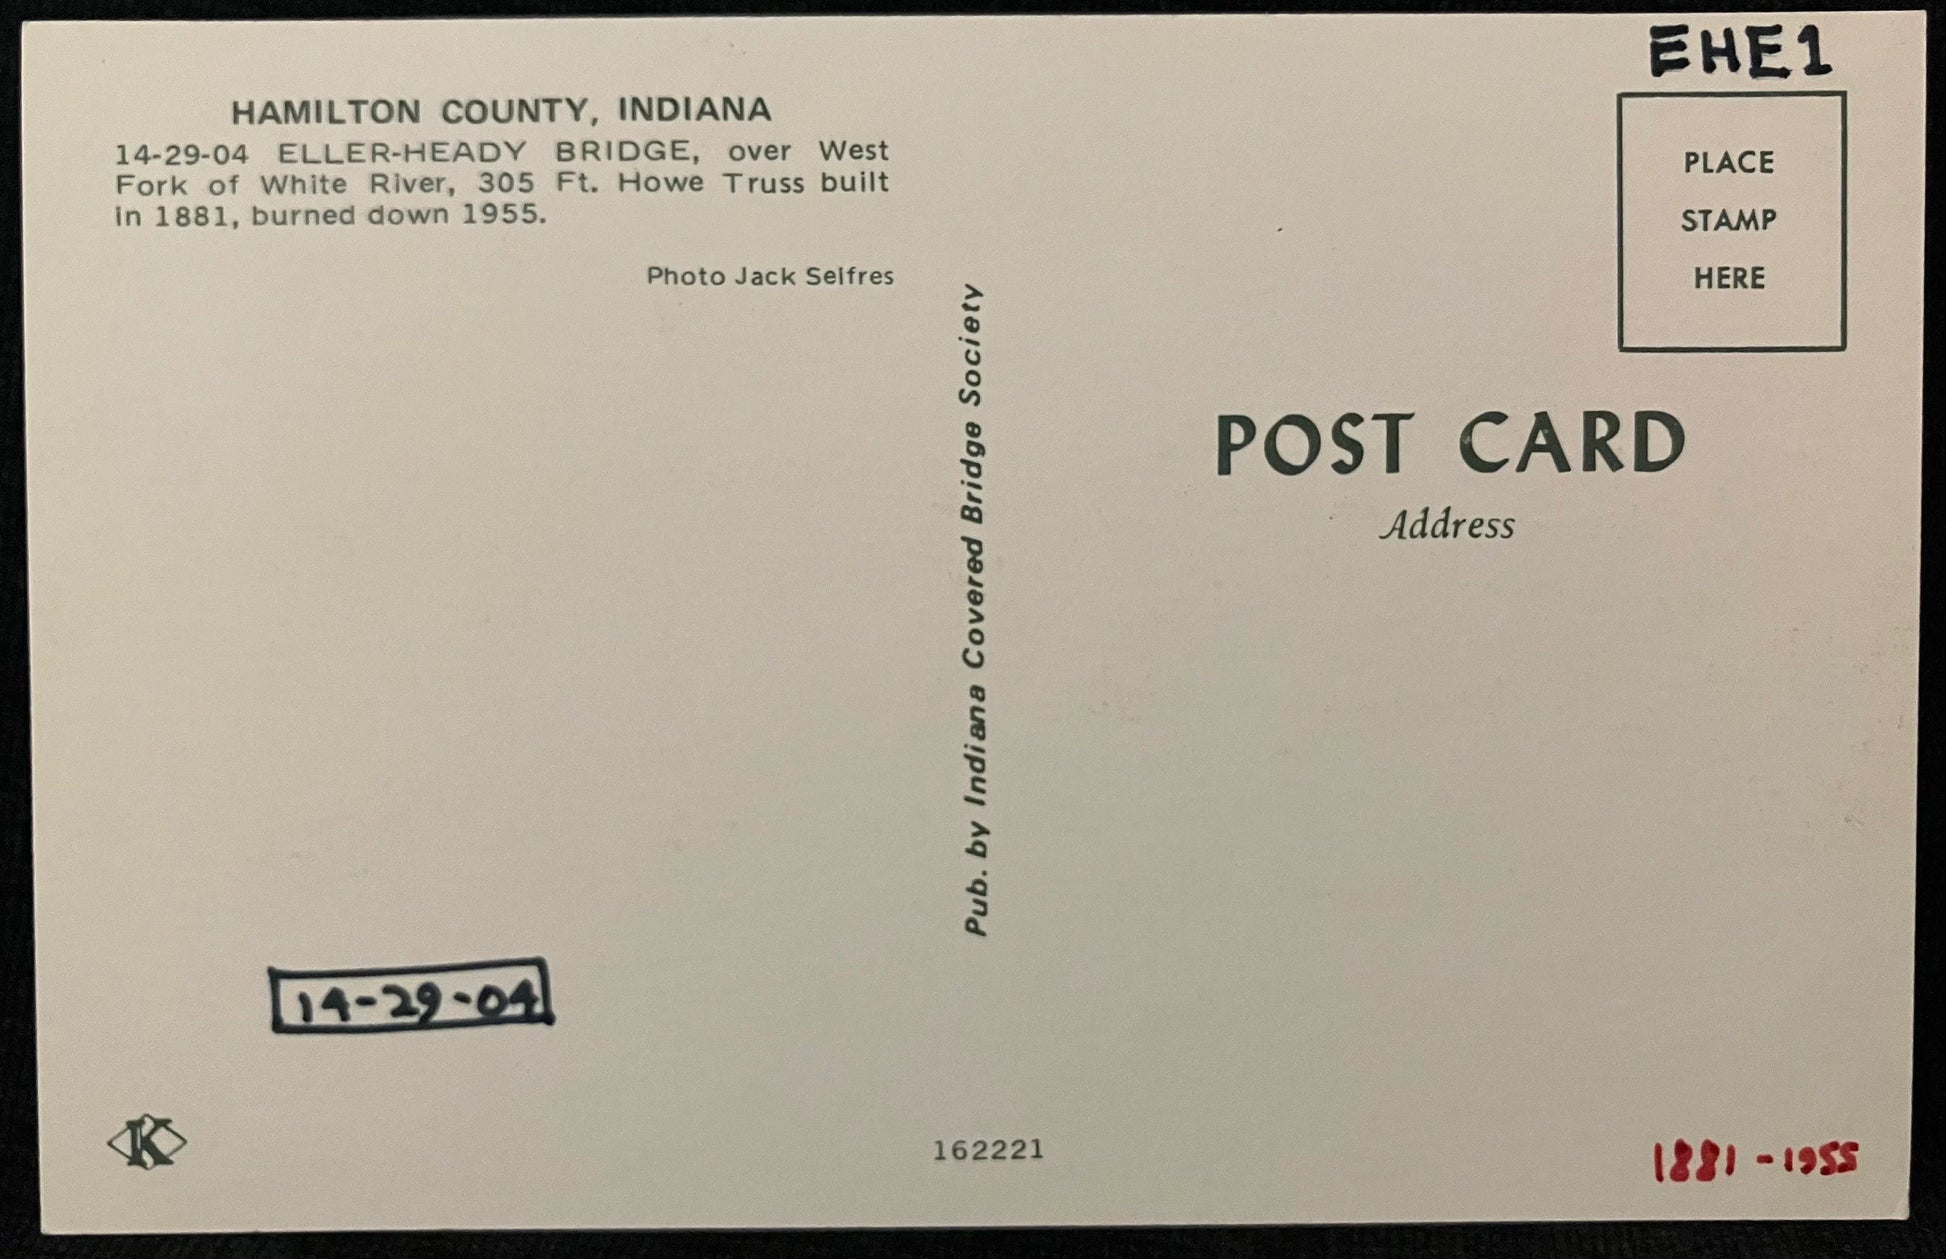 EHE1
HAMILTON COUNTY, INDIANA
14-29-04 ELLER-HEADY BRIDGE, over West
Fork of White River, 305 Ft. Howe Truss built
in 1881, burned down 1955.
Photo Jack Selfres
Pub. by Indiana Covered Bridge Society
PLACE
STAMP
HERE
POST CARD
Address
14-29-04
K
162221
1881-1955